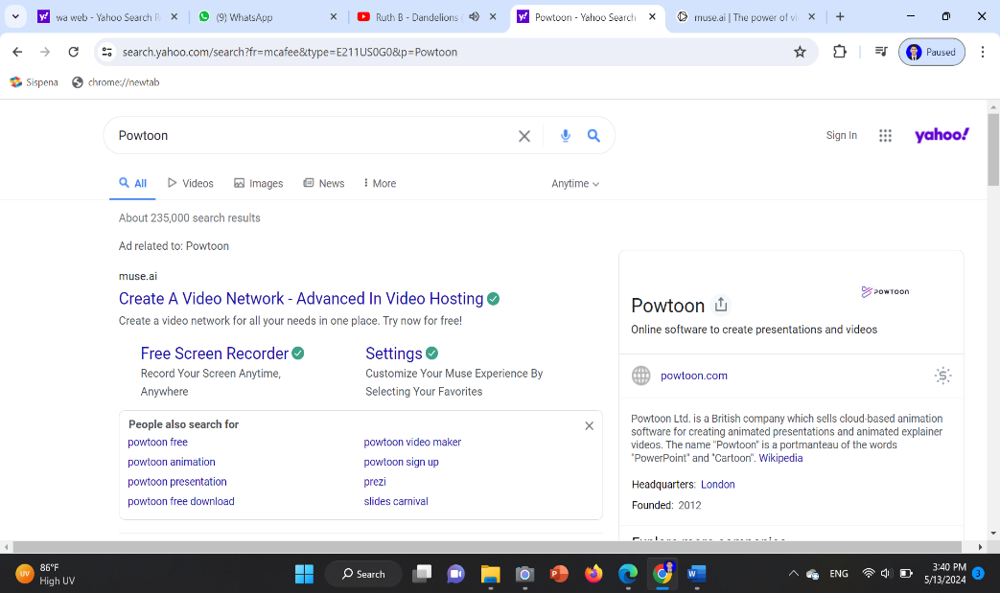 wa web - Yahoo Search R
(9) WhatsApp
Ruth B - Dandelions (
Powtoon - Yahoo Search
muse.ai | The power of vi
search.yahoo.com/search?fr=mcafee&type=E211US0G0&p=Powtoon
Paused
Sispena
chrome://newtab
Powtoon
Sign In
yahoo!
All
Videos
Images
News
More
Anytime
About 235,000 search results
Ad related to: Powtoon
muse.ai
Create A Video Network - Advanced In Video Hosting
Create a video network for all your needs in one place. Try now for free!
Free Screen Recorder
Record Your Screen Anytime,
Anywhere
Settings
Customize Your Muse Experience By
Selecting Your Favorites
People also search for
powtoon free
powtoon animation
powtoon presentation
powtoon free download
powtoon video maker
powtoon sign up
prezi
slides carnival
POWTOON
Powtoon
Online software to create presentations and videos
powtoon.com
Powtoon Ltd. is a British company which sells cloud-based animation
software for creating animated presentations and animated explainer
videos. The name "Powtoon" is a portmanteau of the words
"PowerPoint" and "Cartoon". Wikipedia
Headquarters: London
Founded: 2012
Explore more companies
UV
86°F
High UV
Search
ENG
3:40 PM
5/13/2024
3